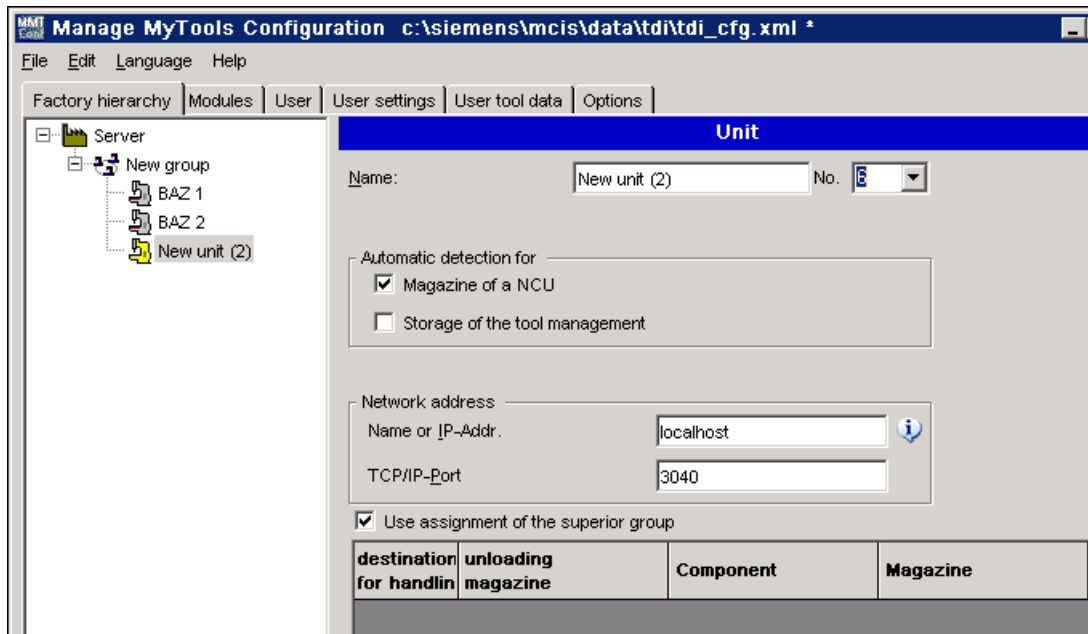 MMT Conf Manage MyTools Configuration c:\siemens\mcis\data\tdi\tdi_cfg.xml *
File Edit Language Help
Factory hierarchy Modules User User settings User tool data Options
Server
New group
BAZ 1
BAZ 2
New unit (2)
Unit
Name: New unit (2) No. 6
Automatic detection for
Magazine of a NCU
Storage of the tool management
Network address
Name or IP-Addr. localhost
TCP/IP-Port 3040
Use assignment of the superior group
destination unloading Component Magazine
for handlin magazine